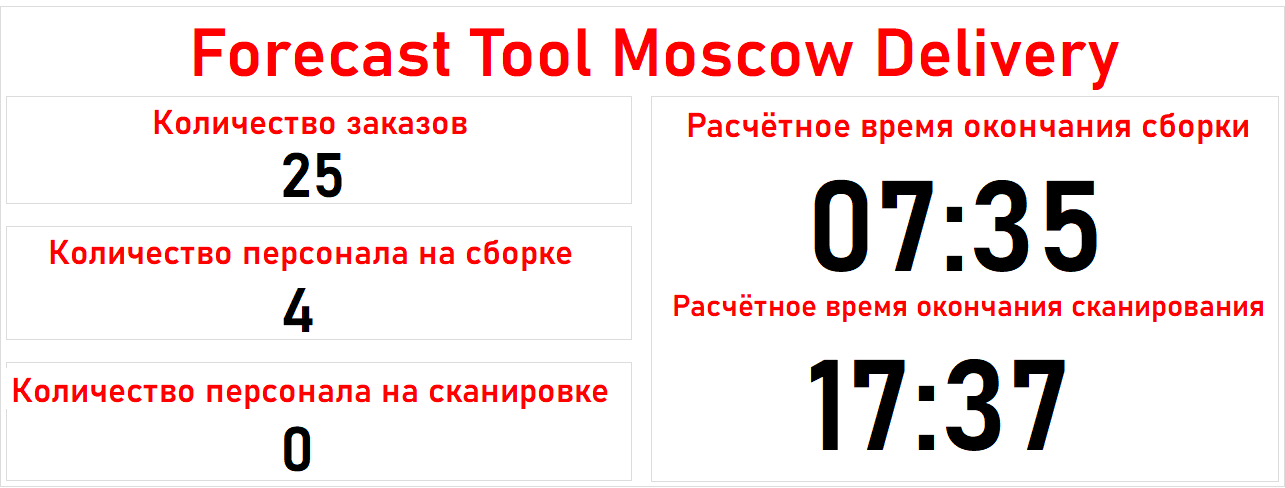 Forecast Tool Moscow Delivery
Количество заказов
25
Количество персонала на сборке
4
Количество персонала на сканировке
0
Расчётное время окончания сборки
07:35
Расчётное время окончания сканирования
17:37